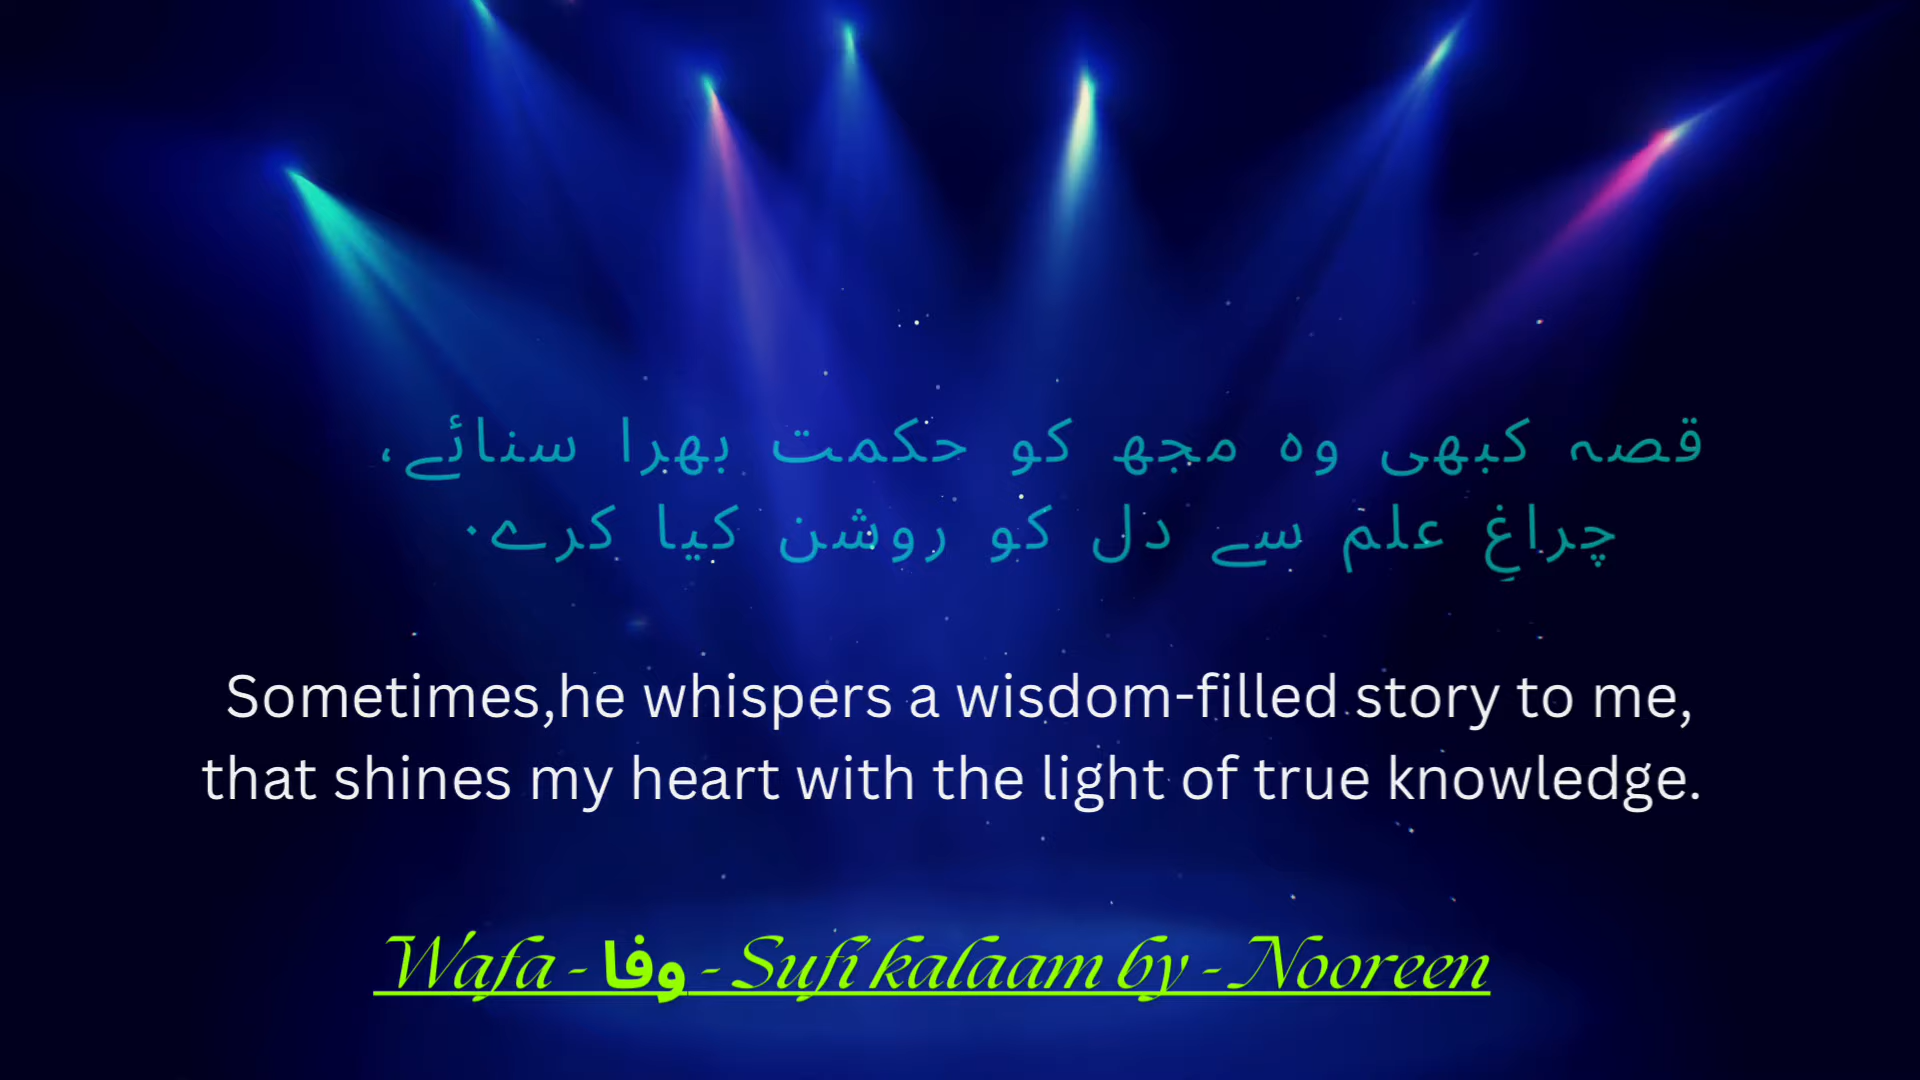 قصہ کبھی وہ مجھ کو حکمت بھرا سنائے،
چراغِ علم سے دل کو روشن کیا کرے۰
Sometimes,he whispers a wisdom-filled story to me,
that shines my heart with the light of true knowledge.
Wafa - وفا - Sufi kalaam by - Nooreen